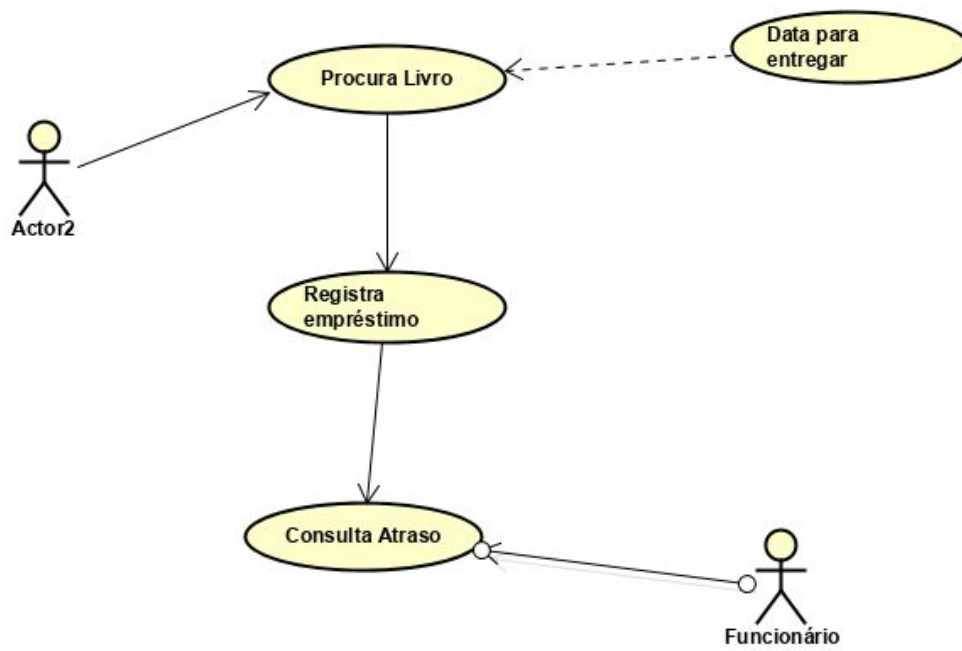 Data para
entregar
Procura Livro
Actor2
Registra
empréstimo
Consulta Atraso
Funcionário